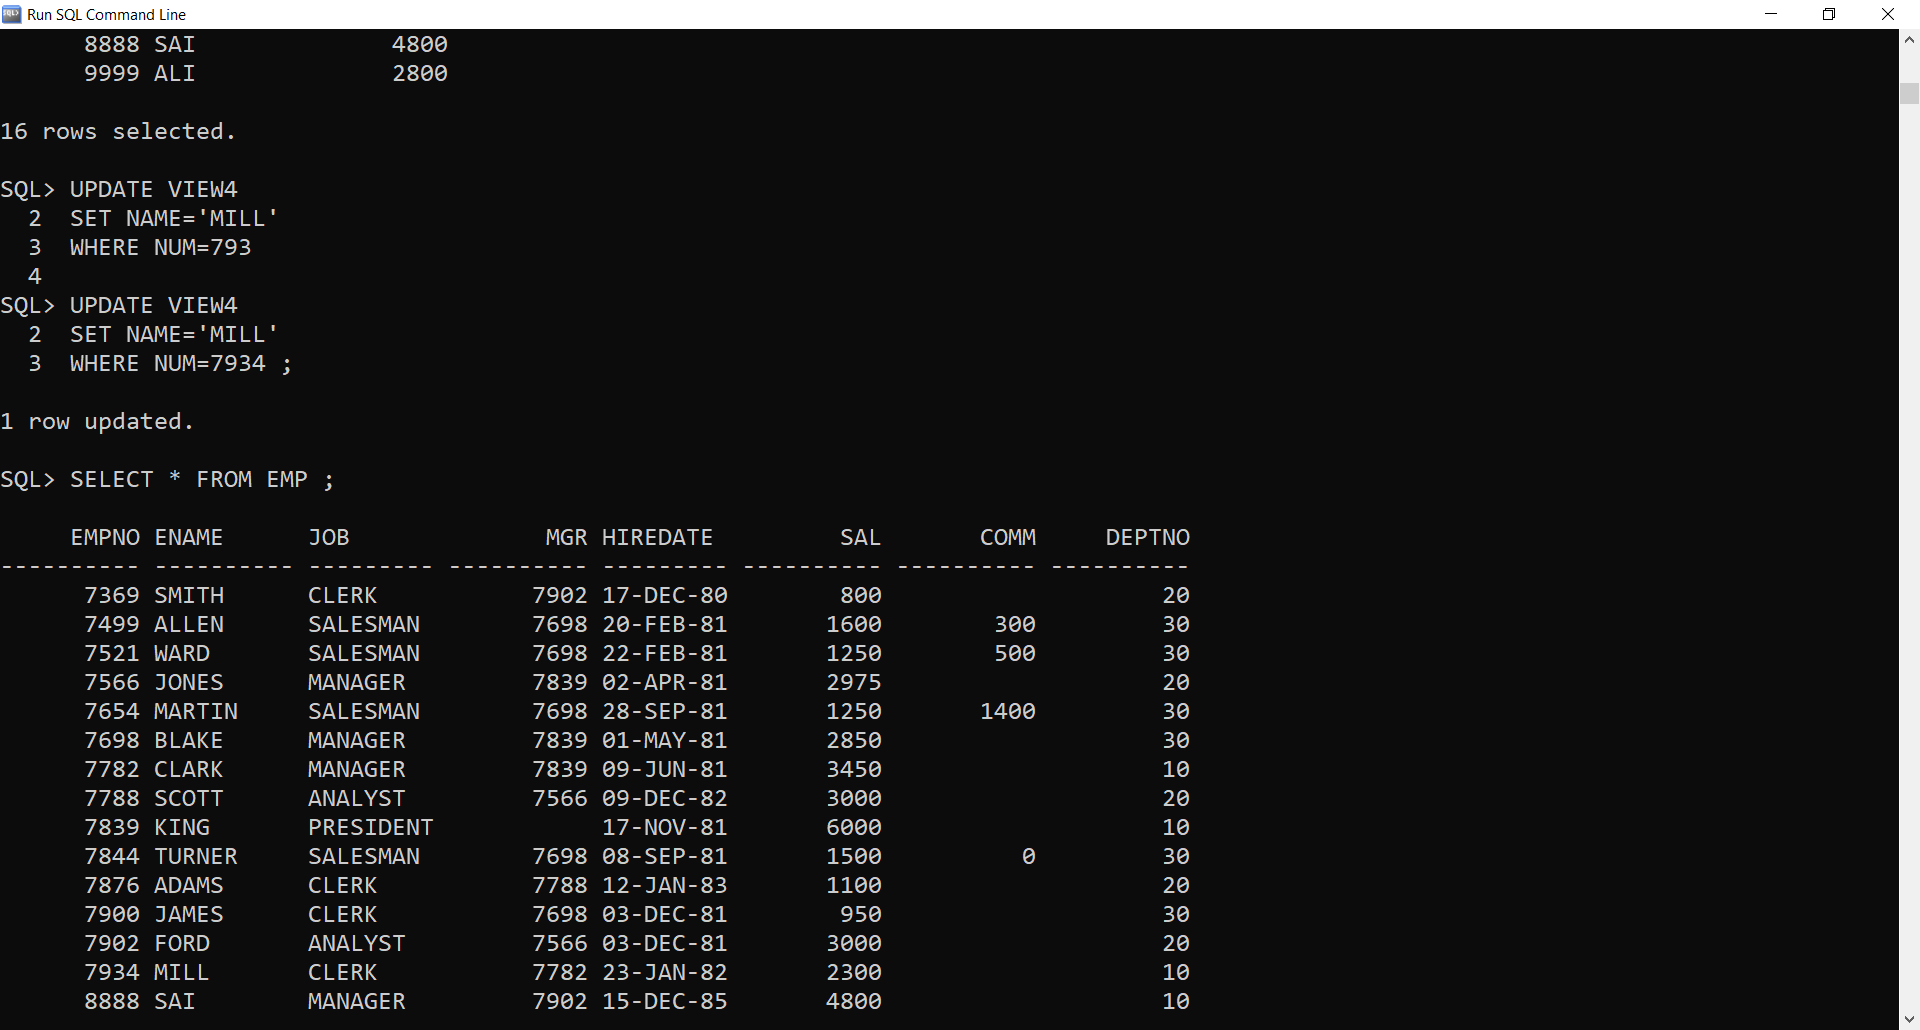 Run SQL Command Line
      8888 SAI              4800
      9999 ALI              2800
16 rows selected.
SQL> UPDATE VIEW4
  2  SET NAME='MILL'
  3  WHERE NUM=793
  4
SQL> UPDATE VIEW4
  2  SET NAME='MILL'
  3  WHERE NUM=7934 ;
1 row updated.
SQL> SELECT * FROM EMP ;
     EMPNO ENAME      JOB              MGR HIREDATE         SAL       COMM     DEPTNO
---------- ---------- --------- ---------- --------- ---------- ---------- ----------
      7369 SMITH      CLERK           7902 17-DEC-80        800                    20
      7499 ALLEN      SALESMAN        7698 20-FEB-81       1600        300         30
      7521 WARD       SALESMAN        7698 22-FEB-81       1250        500         30
      7566 JONES      MANAGER         7839 02-APR-81       2975                    20
      7654 MARTIN     SALESMAN        7698 28-SEP-81       1250       1400         30
      7698 BLAKE      MANAGER         7839 01-MAY-81       2850                    30
      7782 CLARK      MANAGER         7839 09-JUN-81       3450                    10
      7788 SCOTT      ANALYST         7566 09-DEC-82       3000                    20
      7839 KING       PRESIDENT            17-NOV-81       6000                    10
      7844 TURNER     SALESMAN        7698 08-SEP-81       1500          0         30
      7876 ADAMS      CLERK           7788 12-JAN-83       1100                    20
      7900 JAMES      CLERK           7698 03-DEC-81        950                    30
      7902 FORD       ANALYST         7566 03-DEC-81       3000                    20
      7934 MILL       CLERK           7782 23-JAN-82       2300                    10
      8888 SAI        MANAGER         7902 15-DEC-85       4800                    10